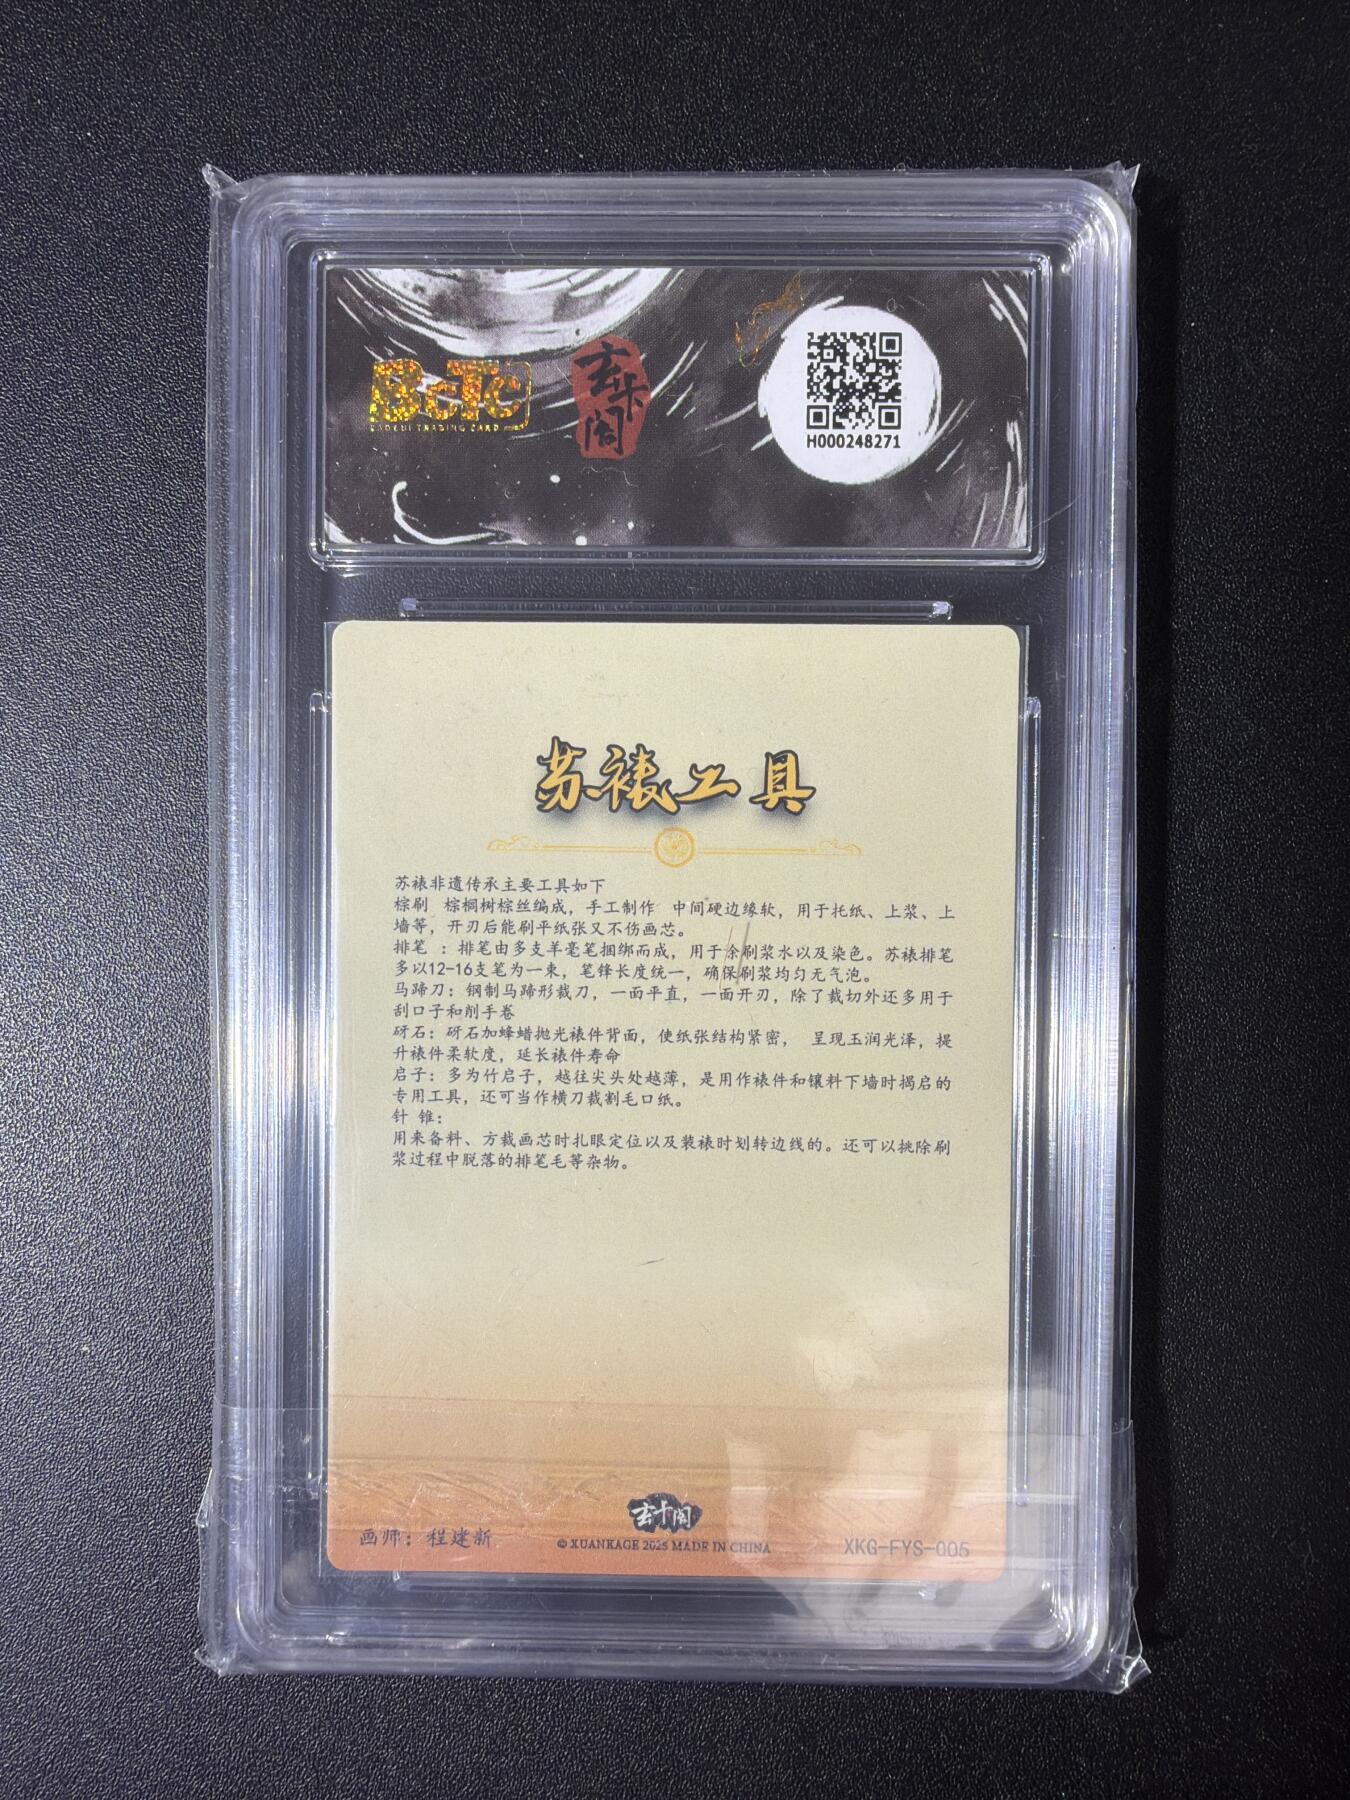 BcTc
TRADING CARD
玄卡阁
H000248271
苏裱工具
苏裱非遗传承主要工具如下
棕刷 棕榈树棕丝编成，手工制作 中间硬边缘软，用于托纸、上浆、上
墙等，开刃后能刷平纸张又不伤画芯。
排笔 ：排笔由多支羊毫笔捆绑而成，用于余刷浆水以及染色。苏裱排笔
多以12-16支笔为一束，笔锋长度统一，确保刷浆均匀无气泡。
马蹄刀：钢制马蹄形裁刀，一面平直，一面开刃，除了裁切外还多用于
刮口子和削手卷
砑石：砑石加蜂蜡抛光裱件背面，使纸张结构紧密， 呈现玉润光泽，提
升裱件柔软度，延长裱件寿命
启子：多为竹启子，越往尖头处越薄，是用作裱件和镶料下墙时揭启的
专用工具，还可当作横刀裁割毛口纸。
针 锥：
用来备料、方裁画芯时扎眼定位以及装裱时划转边线的。还可以挑除刷
浆过程中脱落的排笔毛等杂物。
玄卡阁
画师：程建新
© XUANKAGE 2025 MADE IN CHINA
XKG-FYS-005